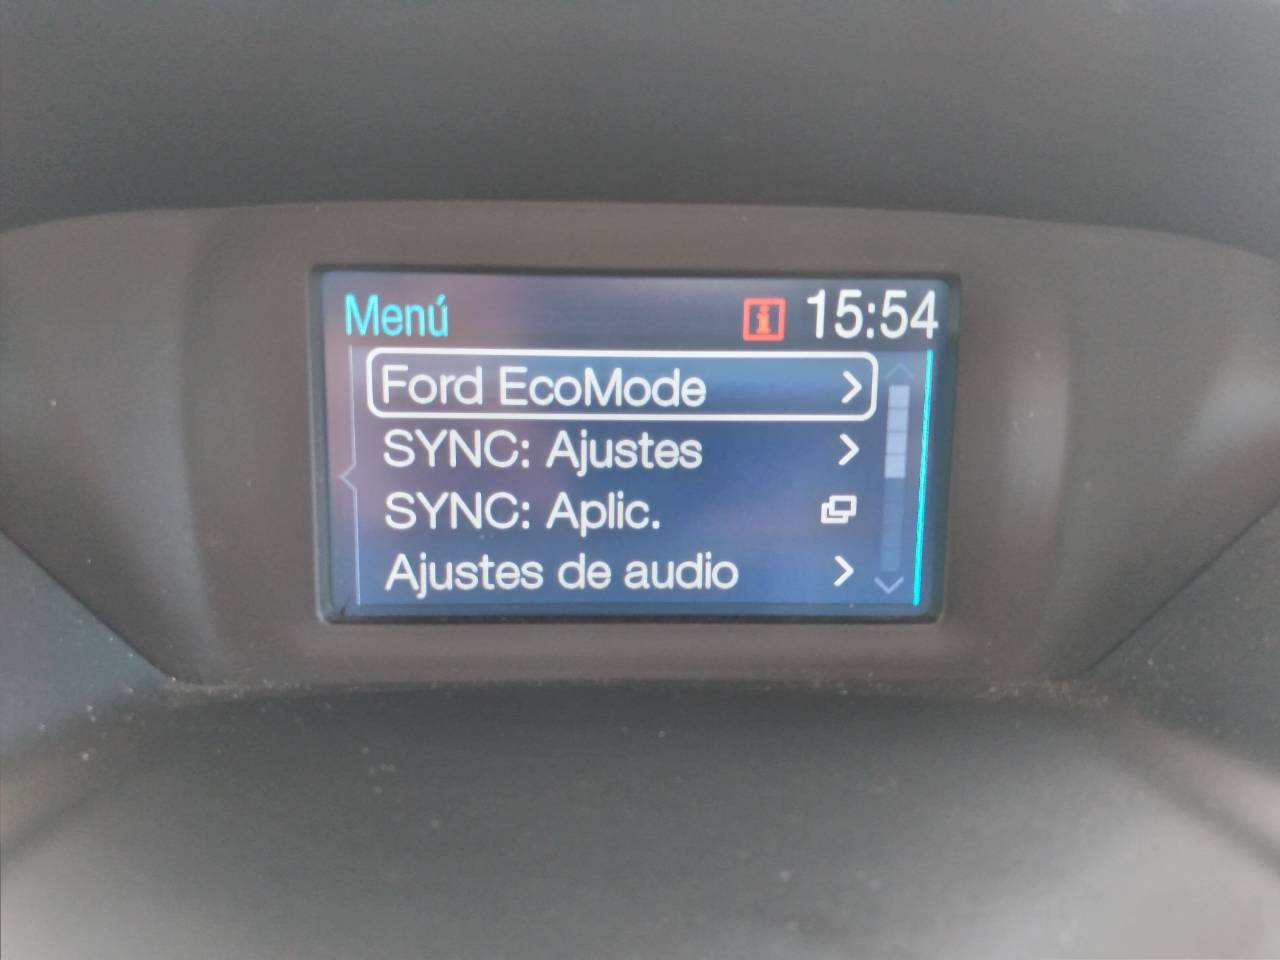 Menú
i 15:54
Ford EcoMode
SYNC: Ajustes
SYNC: Aplic.
Ajustes de audio